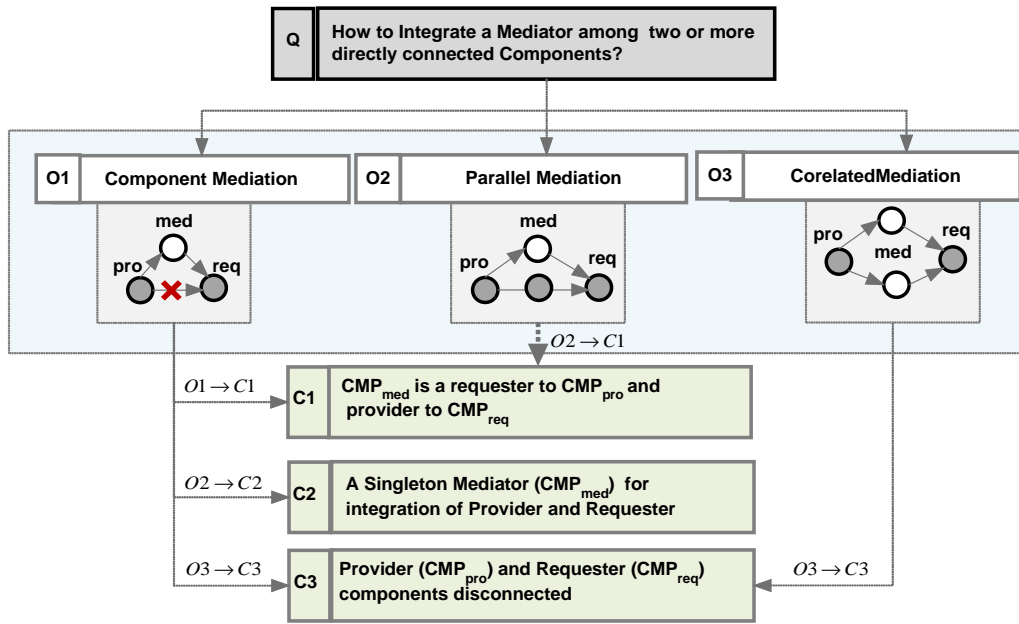 Q
How to Integrate a Mediator among two or more
directly connected Components?
O1
Component Mediation
O2
Parallel Mediation
O3
CorelatedMediation
med
pro
req
med
pro
req
pro
med
req
O2 → C1
O1 → C1
C1
CMPmed is a requester to CMPpro and
provider to CMPreq
O2 → C2
C2
A Singleton Mediator (CMPmed) for
integration of Provider and Requester
O3 → C3
C3
Provider (CMPpro) and Requester (CMPreq)
components disconnected
O3 → C3